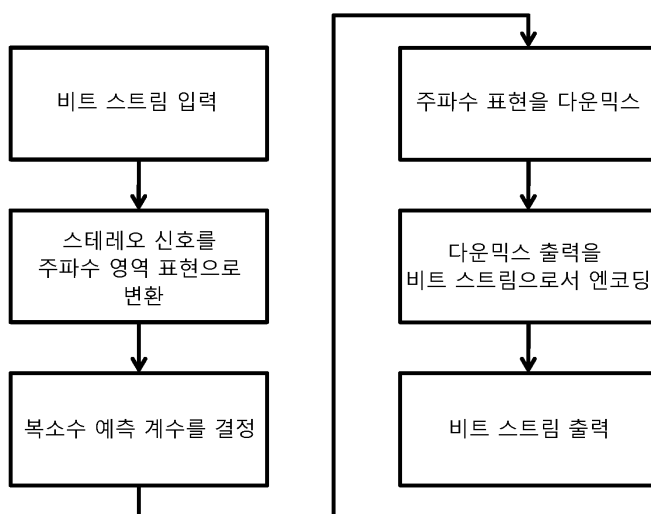 비트 스트림 입력
스테레오 신호를
주파수 영역 표현으로
변환
복소수 예측 계수를 결정
주파수 표현을 다운믹스
다운믹스 출력을
비트 스트림으로서 엔코딩
비트 스트림 출력